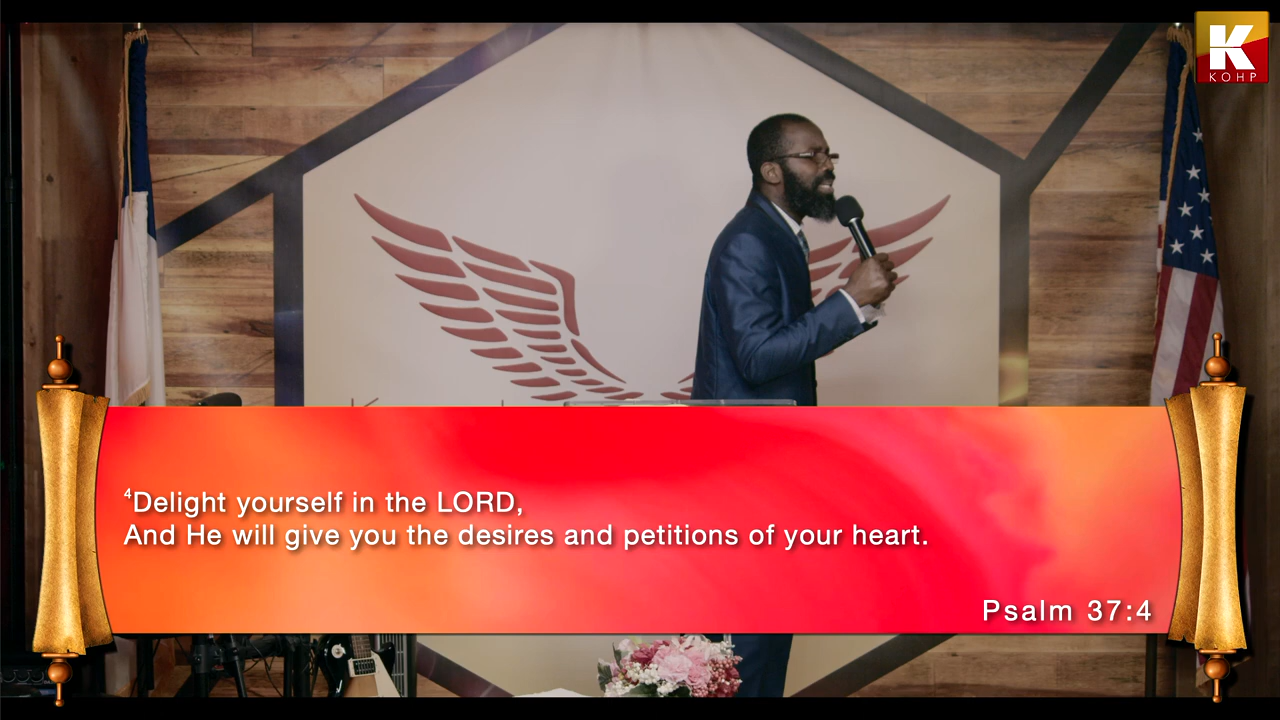 K
KOHP
⁴Delight yourself in the LORD,
And He will give you the desires and petitions of your heart.
Psalm 37:4